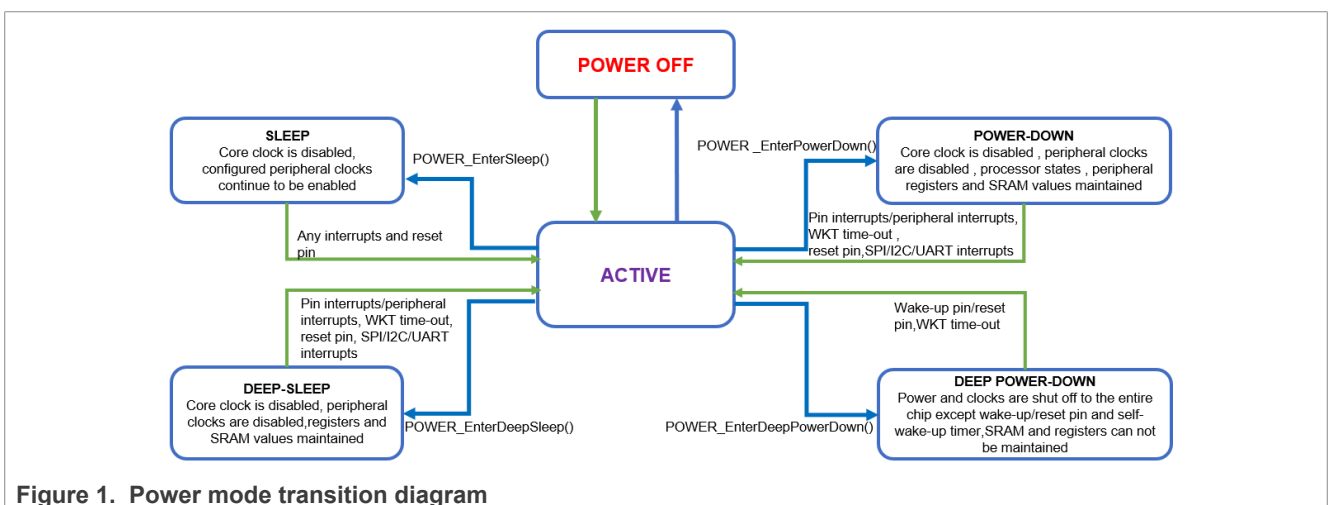 POWER OFF
SLEEP
Core clock is disabled,
configured peripheral clocks
continue to be enabled
POWER_EnterSleep()
POWER _EnterPowerDown()
POWER-DOWN
Core clock is disabled , peripheral clocks
are disabled , processor states , peripheral
registers and SRAM values maintained
Any interrupts and reset
pin
ACTIVE
Pin interrupts/peripheral interrupts,
WKT time-out ,
reset pin,SPI/I2C/UART interrupts
Pin interrupts/peripheral
interrupts, WKT time-out,
reset pin, SPI/I2C/UART
interrupts
Wake-up pin/reset
pin,WKT time-out
DEEP-SLEEP
Core clock is disabled, peripheral
clocks are disabled,registers and
SRAM values maintained
POWER_EnterDeepSleep()
POWER_EnterDeepPowerDown()
DEEP POWER-DOWN
Power and clocks are shut off to the entire
chip except wake-up/reset pin and self-
wake-up timer,SRAM and registers can not
be maintained
Figure 1. Power mode transition diagram